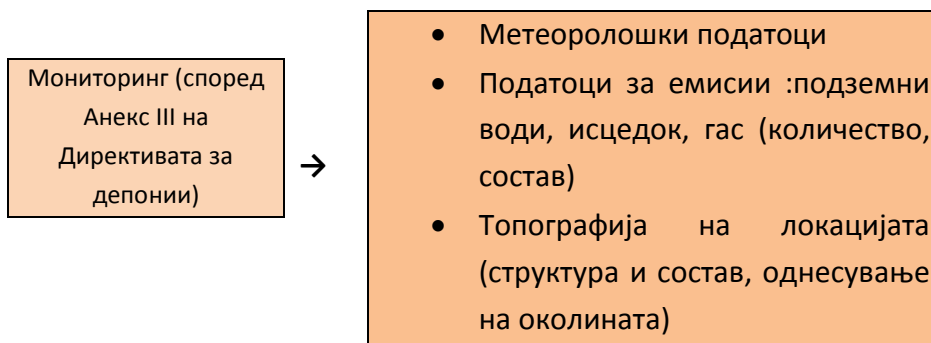 Мониторинг (според
Анекс III на
Директивата за
депонии)
→
• Метеоролошки податоци
• Податоци за емисии :подземни
води, исцедок, гас (количество,
состав)
• Топографија на локацијата
(структура и состав, однесување
на околината)